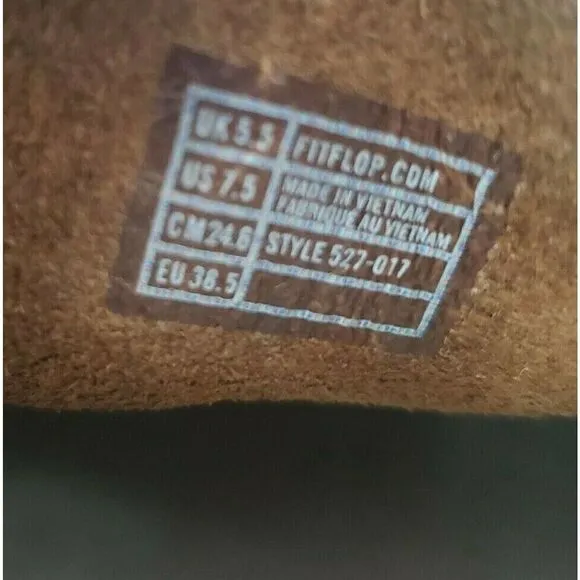 UK 5.5
FITFLOP.COM
US 7.5
MADE IN VIETNAM
FABRIQUE AU VIETNAM
CM 24.6
STYLE 527-017
EU 38.5